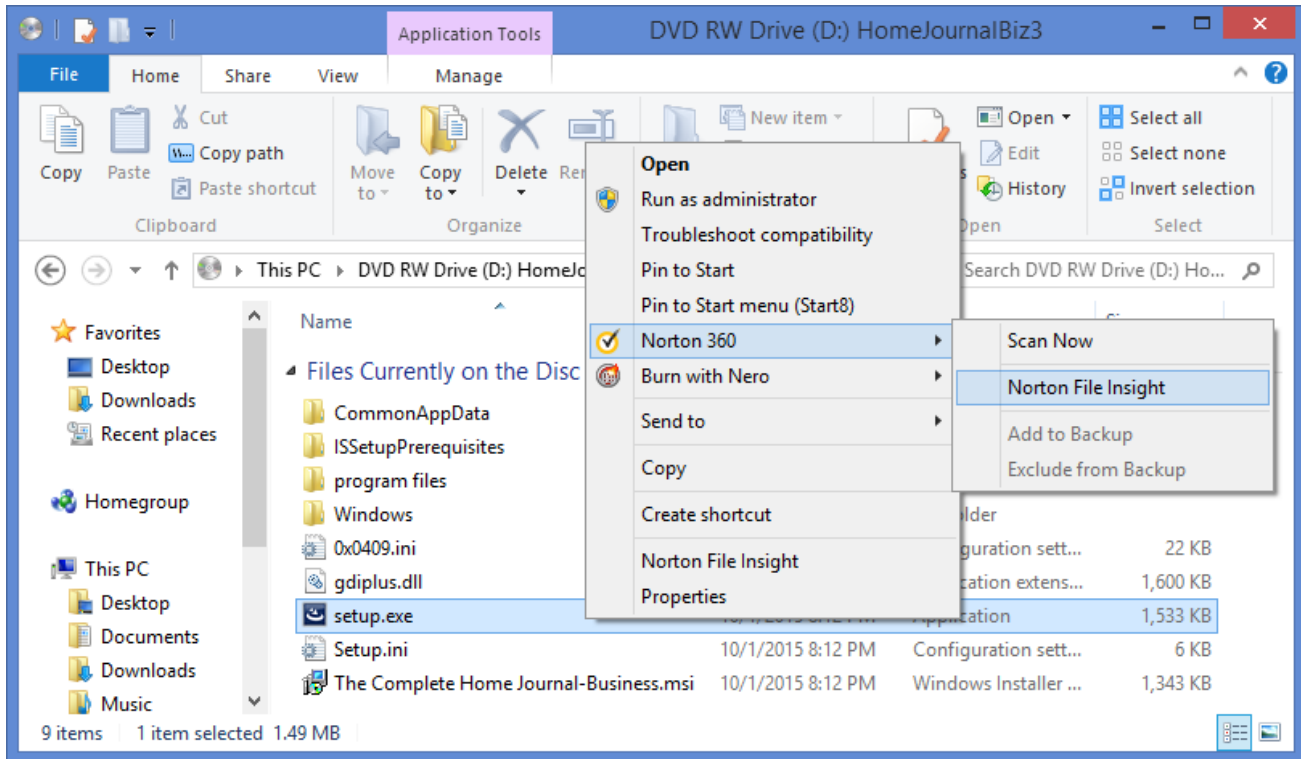 Application Tools
DVD RW Drive (D:) HomeJournalBiz3
File Home Share View Manage
Copy
Paste
Cut
Copy path
Paste shortcut
Clipboard
Move to
Copy to
Delete
Organize
New item
Open
Edit
History
Select all
Select none
Invert selection
Select
This PC DVD RW Drive (D:)
Search DVD RW Drive (D:) Ho...
Favorites
Desktop
Downloads
Recent places
Homegroup
This PC
Desktop
Documents
Downloads
Music
Name
Files Currently on the Disc
CommonAppData
ISSetupPrerequisites
program files
Windows
0x0409.ini 22 KB
gdiplus.dll 1,600 KB
setup.exe 1,533 KB
Setup.ini 10/1/2015 8:12 PM Configuration sett... 6 KB
The Complete Home Journal-Business.msi 10/1/2015 8:12 PM Windows Installer ... 1,343 KB
Open
Run as administrator
Troubleshoot compatibility
Pin to Start
Pin to Start menu (Start8)
Norton 360
Burn with Nero
Send to
Copy
Create shortcut
Norton File Insight
Properties
Scan Now
Norton File Insight
Add to Backup
Exclude from Backup
9 items 1 item selected 1.49 MB